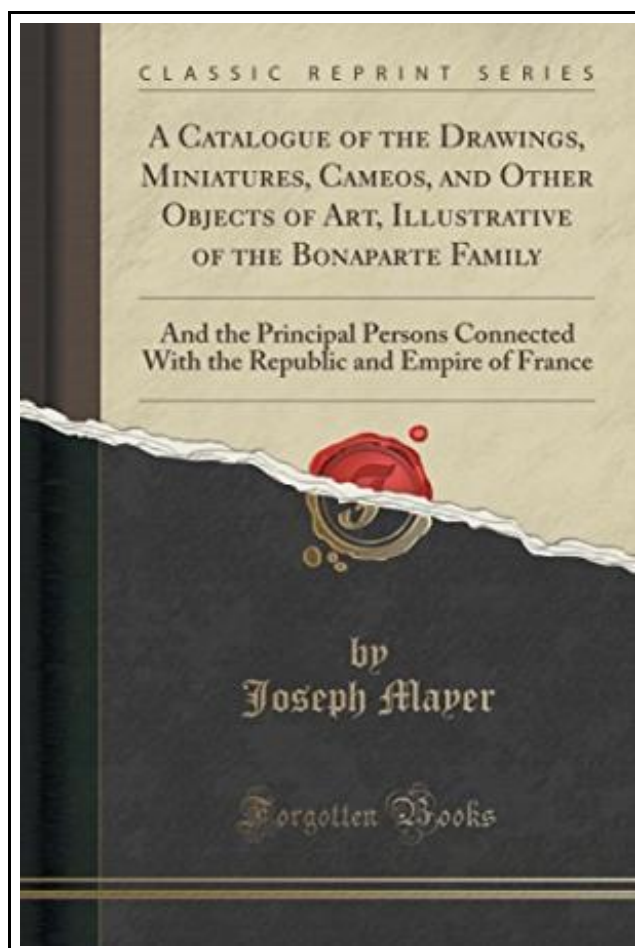 CLASSIC REPRINT SERIES
A CATALOGUE OF THE DRAWINGS,
MINIATURES, CAMEOS, AND OTHER
OBJECTS OF ART, ILLUSTRATIVE
OF THE BONAPARTE FAMILY
And the Principal Persons Connected
With the Republic and Empire of France
by
Joseph Mayer
Forgotten Books